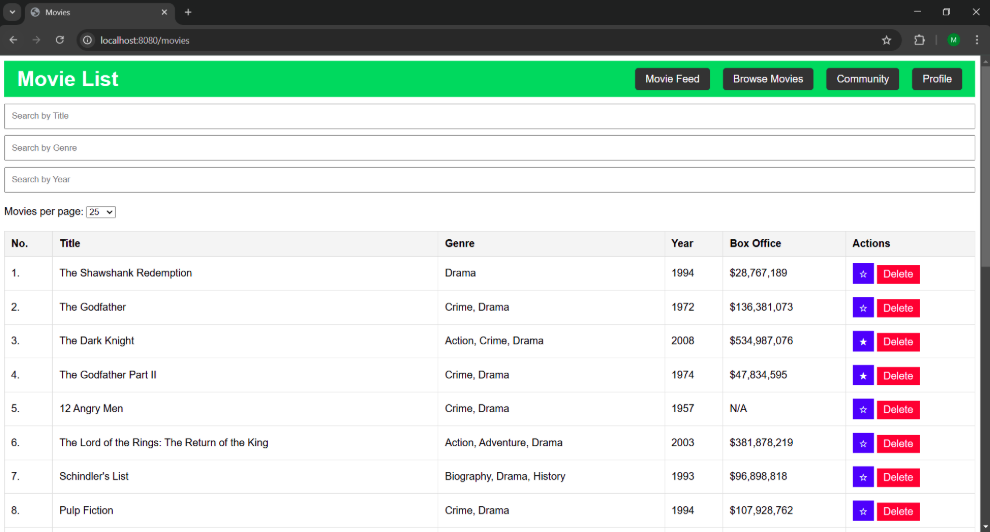 Movies
localhost:8080/movies
M
Movie List
Movie Feed
Browse Movies
Community
Profile
Search by Title
Search by Genre
Search by Year
Movies per page: 25
No. Title Genre Year Box Office Actions
1. The Shawshank Redemption Drama 1994 $28,767,189 ☆ Delete
2. The Godfather Crime, Drama 1972 $136,381,073 ☆ Delete
3. The Dark Knight Action, Crime, Drama 2008 $534,987,076 ★ Delete
4. The Godfather Part II Crime, Drama 1974 $47,834,595 ★ Delete
5. 12 Angry Men Crime, Drama 1957 N/A ☆ Delete
6. The Lord of the Rings: The Return of the King Action, Adventure, Drama 2003 $381,878,219 ☆ Delete
7. Schindler's List Biography, Drama, History 1993 $96,898,818 ☆ Delete
8. Pulp Fiction Crime, Drama 1994 $107,928,762 ☆ Delete